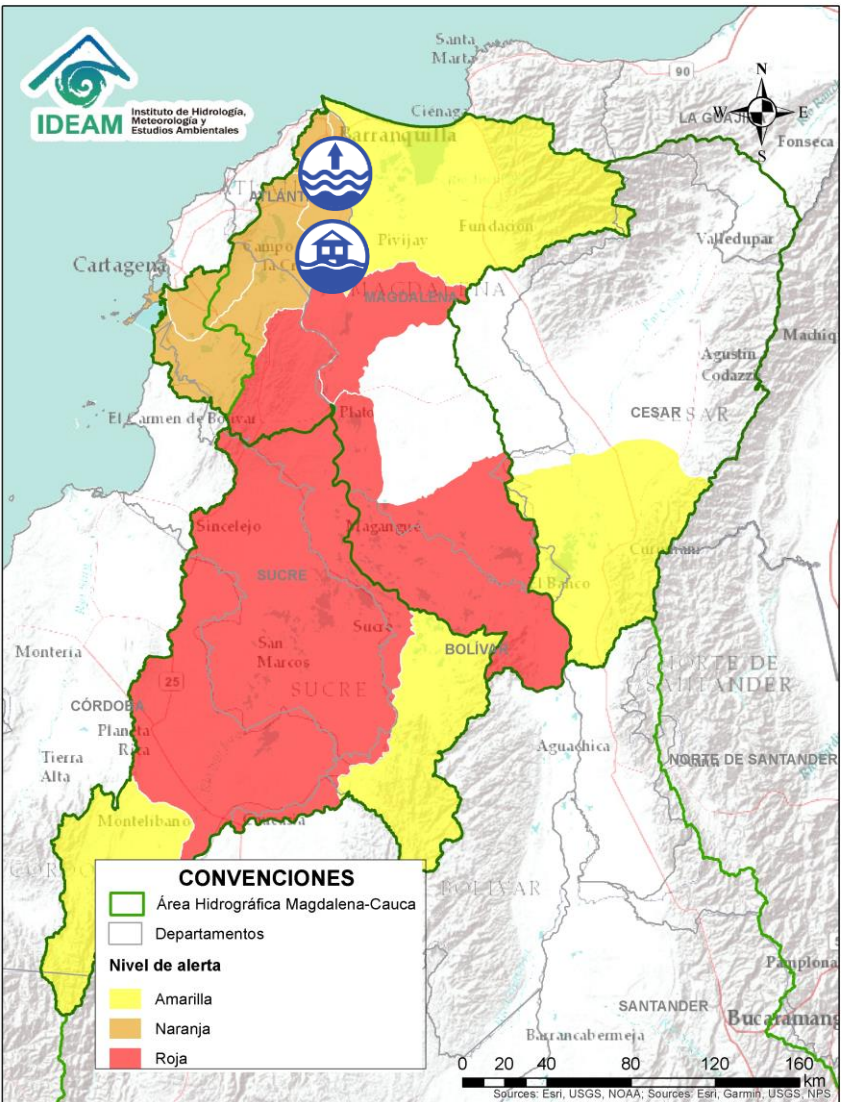 IDEAM
Instituto de Hidrología,
Meteorología y
Estudios Ambientales
Santa
Marta
90
N
W
E
S
Ciénaga
LA GUAJIRA
Barranquilla
Fonseca
Fundación
Pivijay
Valledupar
Cartagena
MAGDALENA
Agustín
Codazzi
El Carmen de Bolívar
Plato
CESAR
CESAR
Sincelejo
Magangué
SUCRE
El Banco
Sucre
BOLÍVAR
Montería
San
Marcos
25
SUCRE
NORTE DE
SANTANDER
CÓRDOBA
Planeta
Rica
Aguachica
Tierra
Alta
NORTE DE SANTANDER
Montelíbano
BOLÍVAR
CONVENCIONES
Área Hidrográfica Magdalena-Cauca
Departamentos
Nivel de alerta
Amarilla
Naranja
Roja
Pamplona
SANTANDER
Bucaramang
Barrancabermeja
0 20 40 80 120 160
km
Sources: Esri, USGS, NOAA; Sources: Esri, Garmin, USGS, NPS